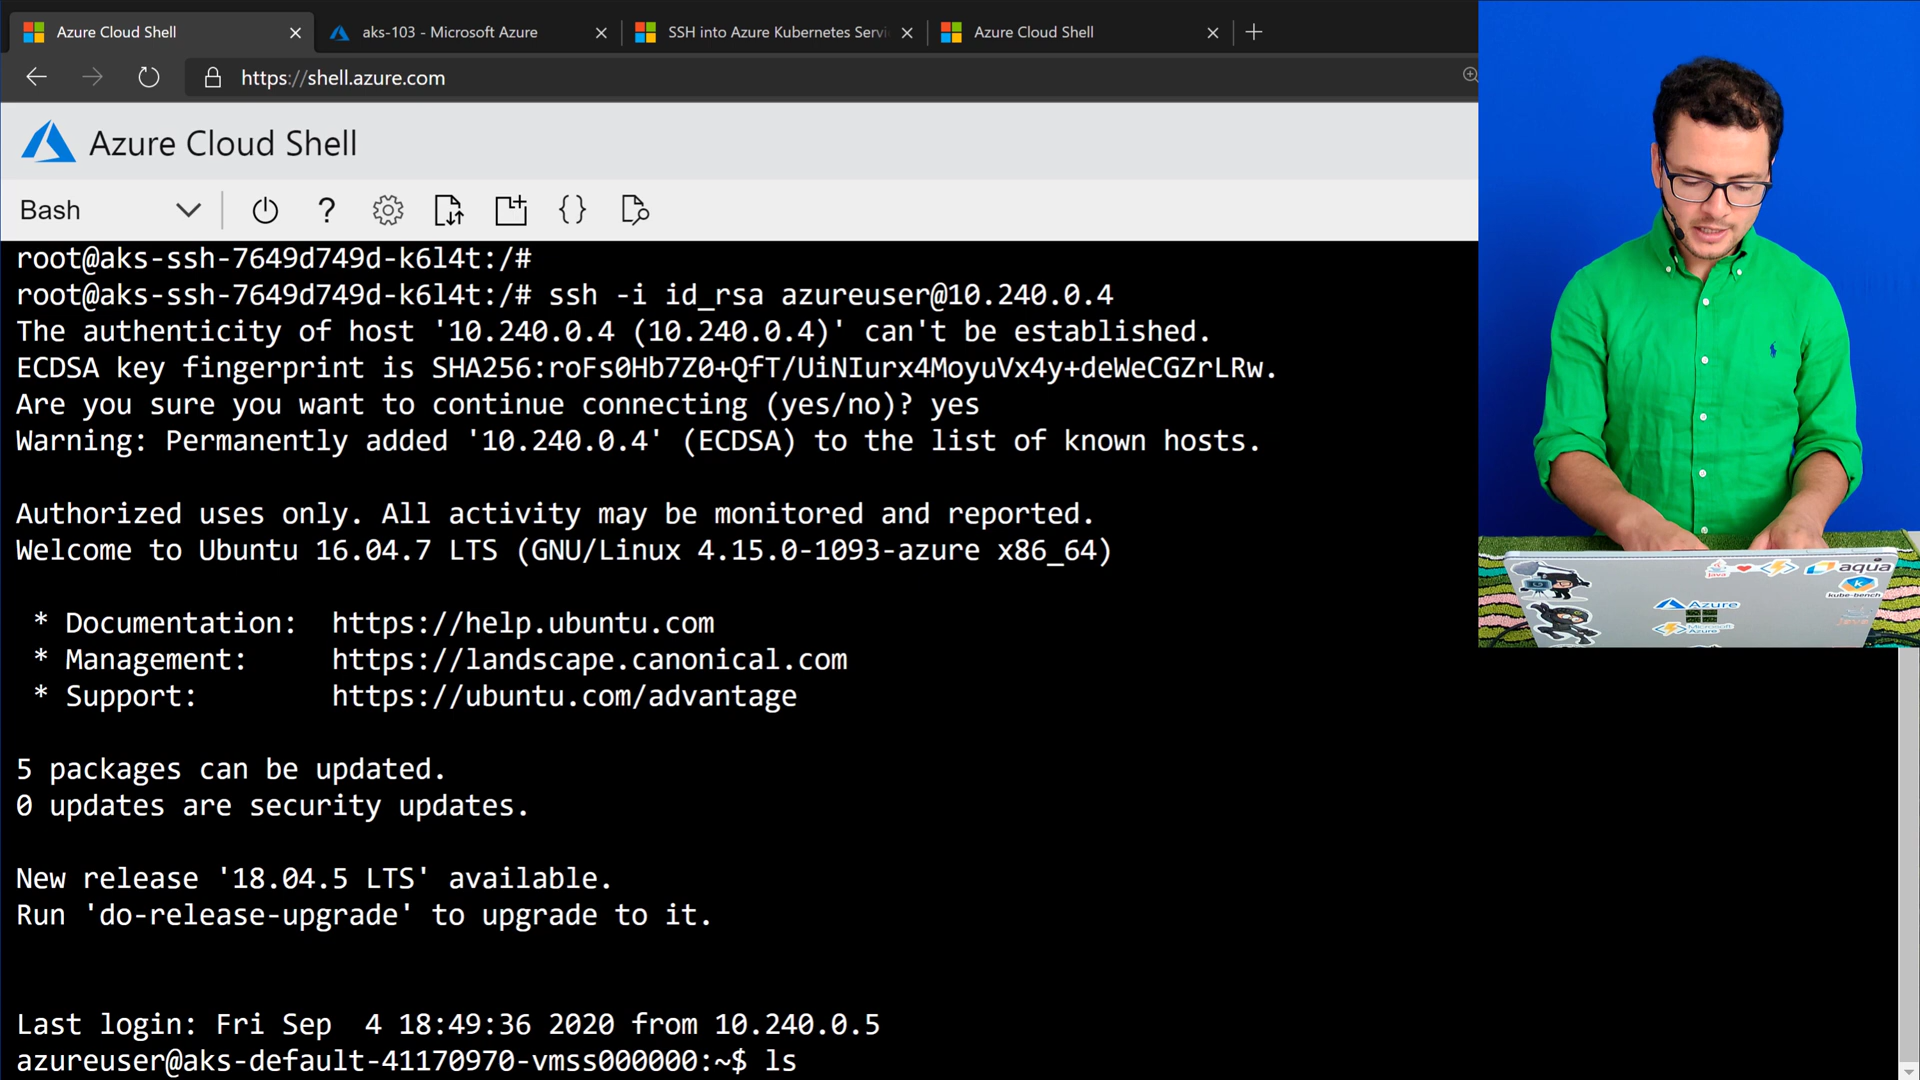 Azure Cloud Shell
aks-103 - Microsoft Azure
SSH into Azure Kubernetes Servi
Azure Cloud Shell
https://shell.azure.com
Azure Cloud Shell
Bash
root@aks-ssh-7649d749d-k6l4t:/#
root@aks-ssh-7649d749d-k6l4t:/# ssh -i id_rsa azureuser@10.240.0.4
The authenticity of host '10.240.0.4 (10.240.0.4)' can't be established.
ECDSA key fingerprint is SHA256:roFs0Hb7Z0+QfT/UiNIurx4MoyuVx4y+deWeCGZrLRw.
Are you sure you want to continue connecting (yes/no)? yes
Warning: Permanently added '10.240.0.4' (ECDSA) to the list of known hosts.
Authorized uses only. All activity may be monitored and reported.
Welcome to Ubuntu 16.04.7 LTS (GNU/Linux 4.15.0-1093-azure x86_64)
* Documentation: https://help.ubuntu.com
* Management: https://landscape.canonical.com
* Support: https://ubuntu.com/advantage
5 packages can be updated.
0 updates are security updates.
New release '18.04.5 LTS' available.
Run 'do-release-upgrade' to upgrade to it.
Last login: Fri Sep  4 18:49:36 2020 from 10.240.0.5
azureuser@aks-default-41170970-vmss000000:~$ ls
Java
aqua
kube-bench
Azure
Microsoft
Azure
Java